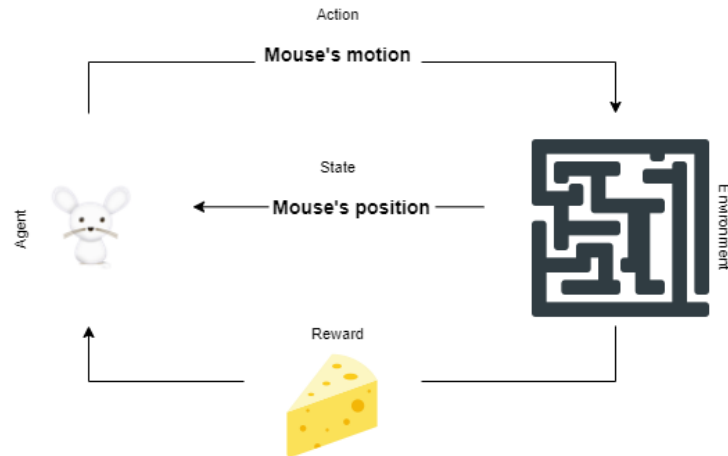 Action
Mouse's motion
State
Mouse's position
Agent
Environment
Reward